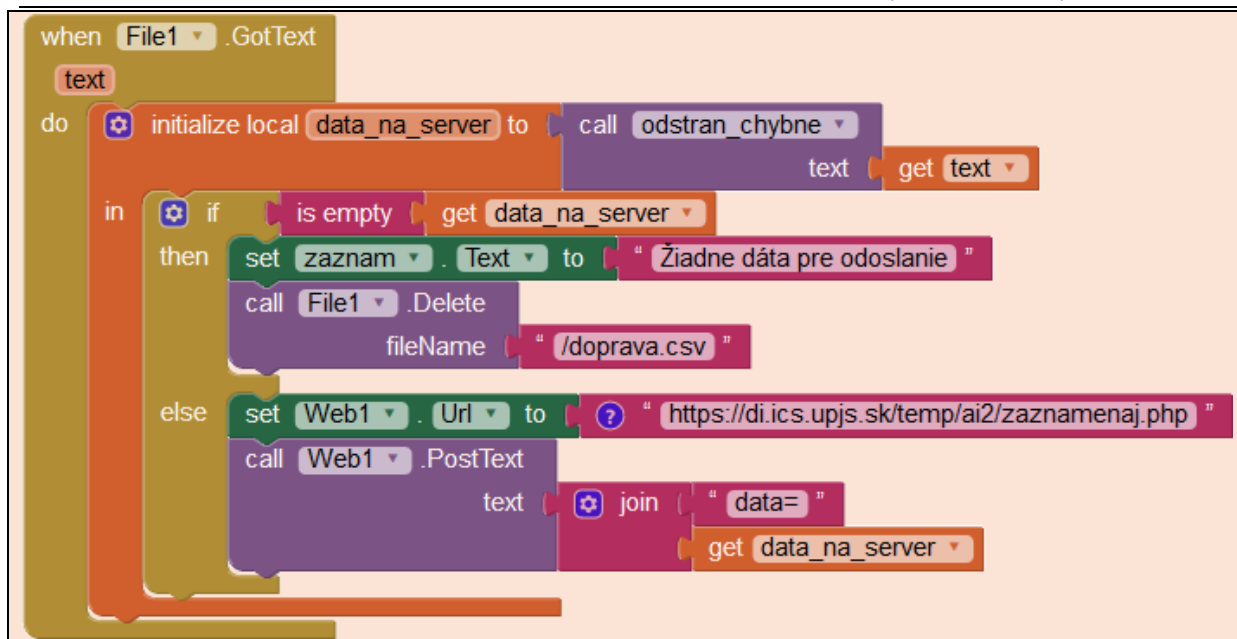 when File1 .GotText
text
do initialize local data_na_server to call odstran_chybne
text get text
in if is empty get data_na_server
then set zaznam . Text to " Žiadne dáta pre odoslanie "
call File1 .Delete
fileName " /doprava.csv "
else set Web1 . Url to ? " https://di.ics.upjs.sk/temp/ai2/zaznamenaj.php "
call Web1 .PostText
text join " data= "
get data_na_server